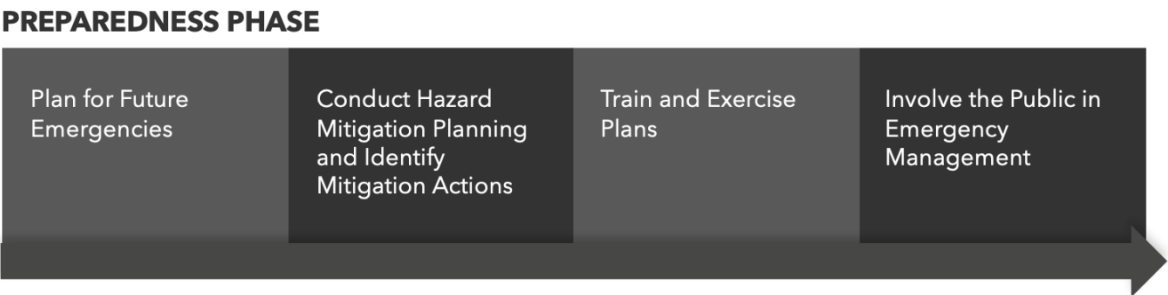 PREPAREDNESS PHASE
Plan for Future
Emergencies
Conduct Hazard
Mitigation Planning
and Identify
Mitigation Actions
Train and Exercise
Plans
Involve the Public in
Emergency
Management